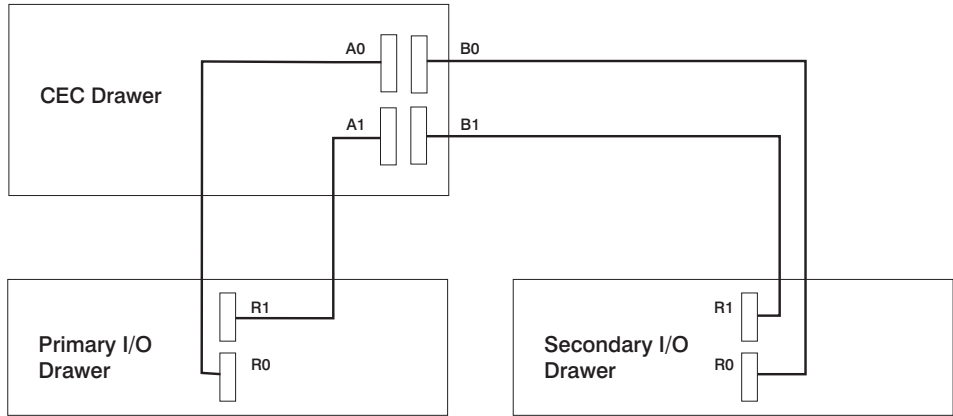 A0
B0
CEC Drawer
A1
B1
R1
Primary I/O
Drawer
R0
R1
Secondary I/O
Drawer
R0